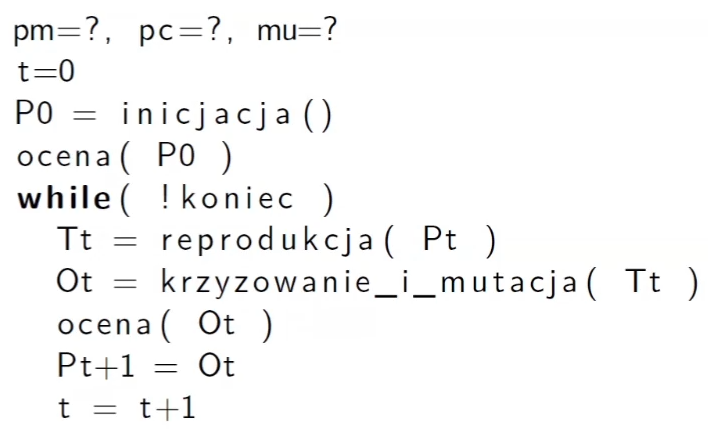 pm=?, pc=?, mu=?
t=0
P0 = inicjacja()
ocena( P0 )
while( !koniec )
Tt = reprodukcja( Pt )
Ot = krzyzowanie_i_mutacja( Tt )
ocena( Ot )
Pt+1 = Ot
t = t+1